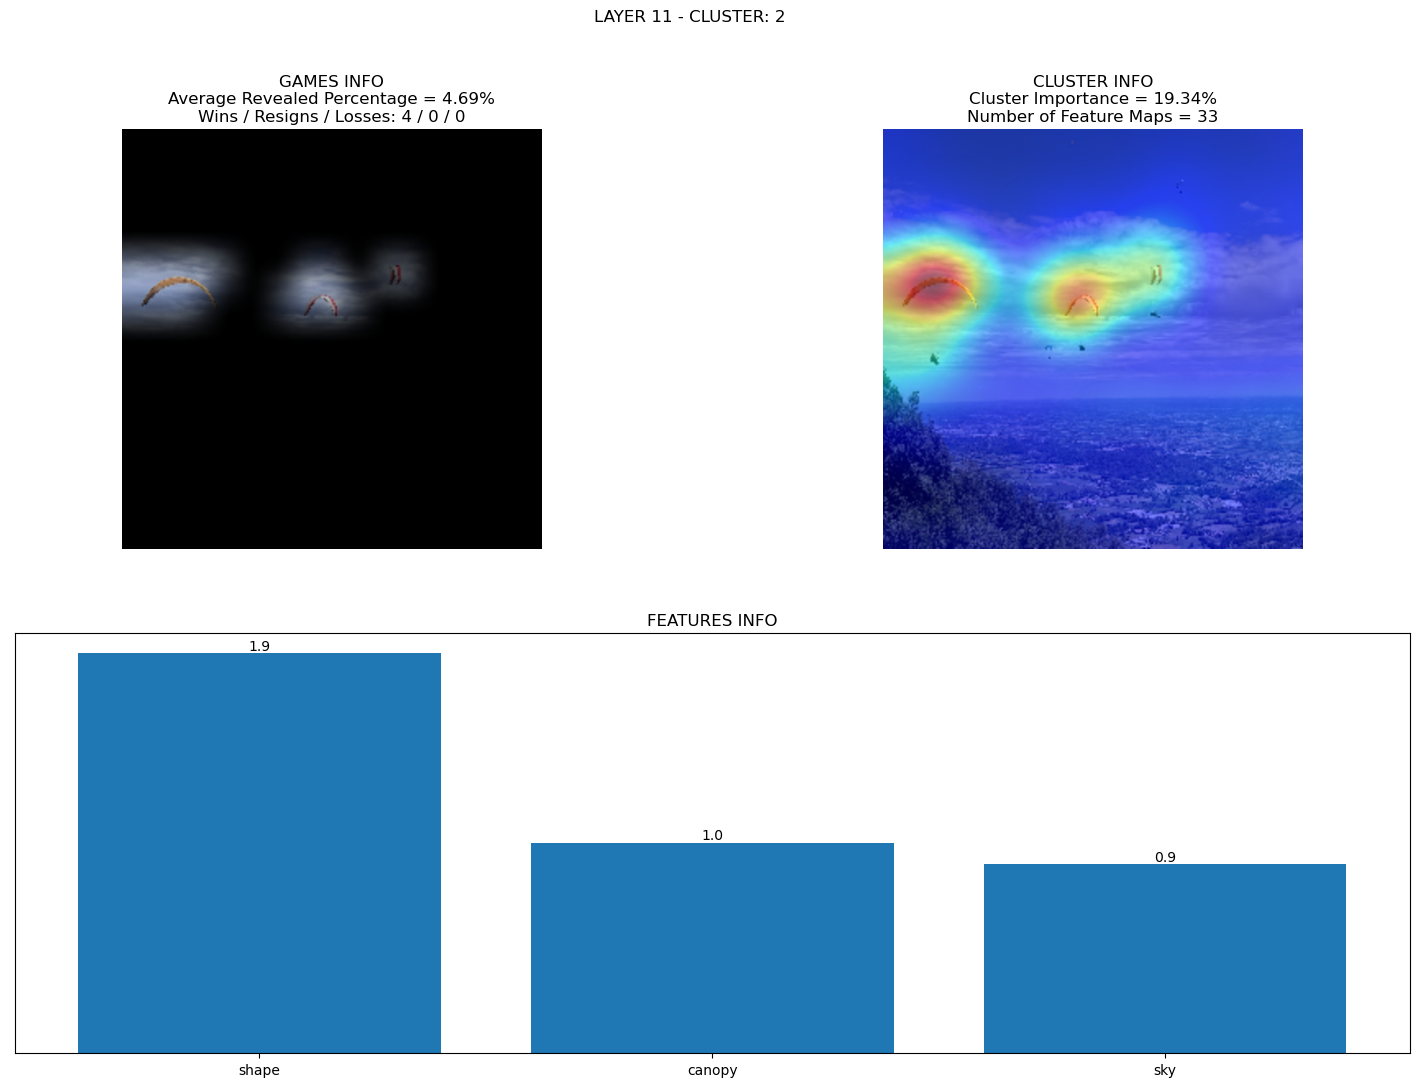 LAYER 11 - CLUSTER: 2
GAMES INFO
Average Revealed Percentage = 4.69%
Wins / Resigns / Losses: 4 / 0 / 0
CLUSTER INFO
Cluster Importance = 19.34%
Number of Feature Maps = 33
FEATURES INFO
1.9
1.0
0.9
shape
canopy
sky